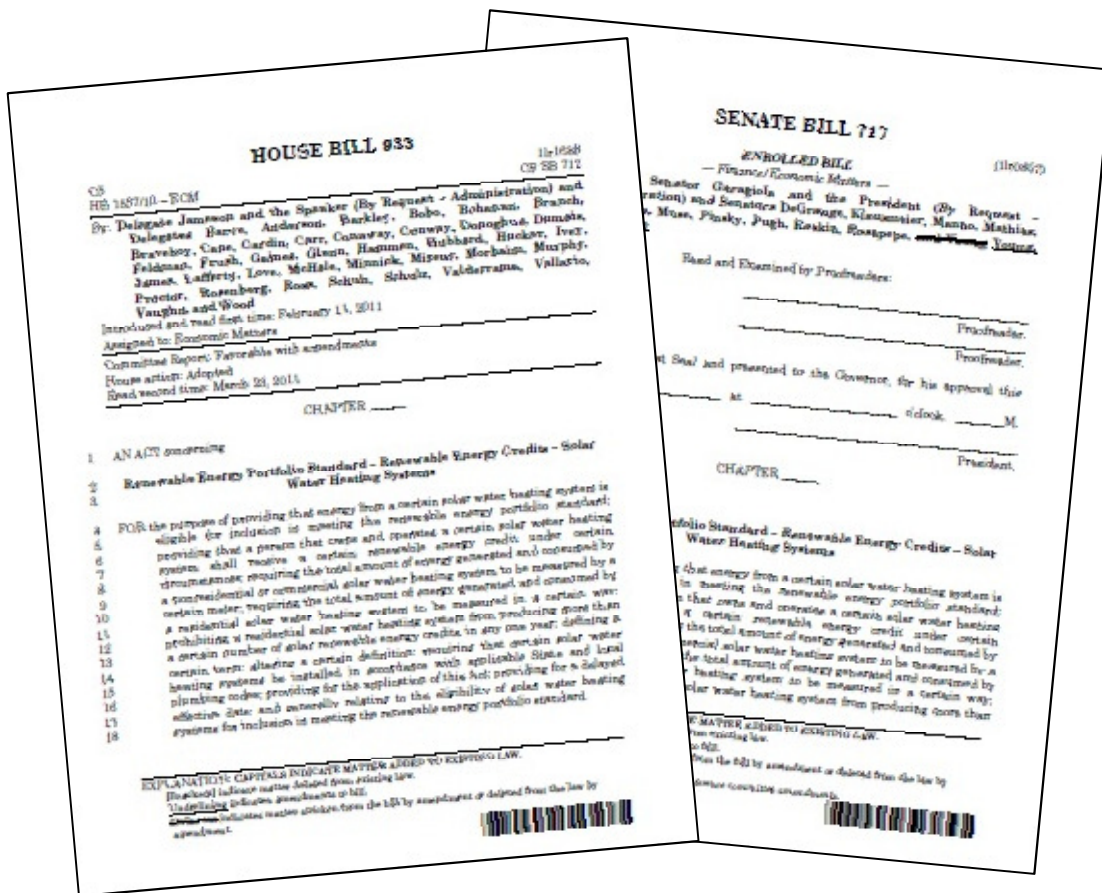 HOUSE BILL 933
C5
HB 1337/10 – ECM
CF SB 717
By: Delegate Jameson and the Speaker (By Request – Administration) and
Delegates Barve, Anderson, Barkley, Bobo, Bohanan, Branch,
Braveboy, Cane, Cardin, Carr, Conaway, Conway, Donoghue, Dumais,
Feldman, Frush, Gaines, Glenn, Hammen, Hubbard, Hucker, Ivey,
James, Lafferty, Love, McHale, Minnick, Mizeur, Morhaim, Murphy,
Proctor, Rosenberg, Ross, Schuh, Schulz, Valderrama, Vallario,
Vaughn and Wood
Introduced and read first time: February 11, 2011
Assigned to: Economic Matters
Committee Report: Favorable with amendments
House action: Adopted
Read second time: March 23, 2011
CHAPTER
1 AN ACT concerning
2 Renewable Energy Portfolio Standard – Renewable Energy Credits – Solar
3 Water Heating Systems
4 FOR the purpose of providing that energy from a certain solar water heating system is
5 eligible for inclusion in meeting the renewable energy portfolio standard;
6 providing that a person that owns and operates a certain solar water heating
7 system shall receive a certain renewable energy credit under certain
8 circumstances; requiring the total amount of energy generated and consumed by
9 a nonresidential or commercial solar water heating system to be measured by a
10 certain meter; requiring the total amount of energy generated and consumed by
11 a residential solar water heating system to be measured in a certain way;
12 prohibiting a residential solar water heating system from producing more than
13 a certain number of solar renewable energy credits in any one year; defining a
14 certain term; altering a certain definition; requiring that certain solar water
15 heating systems be installed in accordance with applicable State and local
16 plumbing codes; providing for the application of this Act; providing for a delayed
17 effective date; and generally relating to the eligibility of solar water heating
18 systems for inclusion in meeting the renewable energy portfolio standard.
EXPLANATION: CAPITALS INDICATE MATTER ADDED TO EXISTING LAW.
[Brackets] indicate matter deleted from existing law.
Underlining indicates amendments to bill.
indicates matter stricken from the bill by amendment or deleted from the law by
amendment.
SENATE BILL 717
ENROLLED BILL
— Finance/Economic Matters —
Senator Garagiola and the President (By Request –
ration) and Senators DeGrange, Klausmeier, Manno, Mathias,
Muse, Pinsky, Pugh, Raskin, Rosapepe, and Young Young,
Read and Examined by Proofreaders:
Proofreader.
Proofreader.
Seal and presented to the Governor, for his approval this
at o'clock, M.
President.
CHAPTER
tfolio Standard – Renewable Energy Credits – Solar
Water Heating Systems
that energy from a certain solar water heating system is
in meeting the renewable energy portfolio standard;
that owns and operates a certain solar water heating
a certain renewable energy credit under certain
the total amount of energy generated and consumed by
mercial solar water heating system to be measured by a
he total amount of energy generated and consumed by
heating system to be measured in a certain way;
solar water heating system from producing more than
MATTER ADDED TO EXISTING LAW.
from existing law.
to bill.
from the bill by amendment or deleted from the law by
committee amendments.